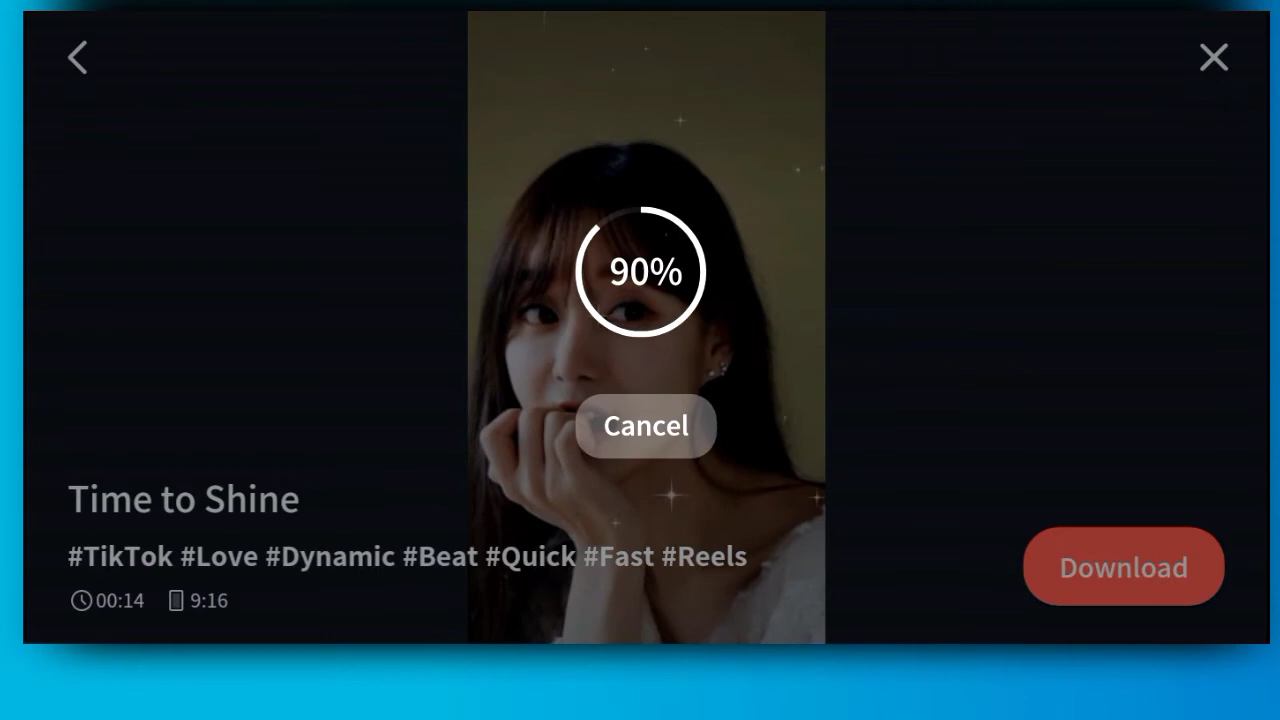 90%
Cancel
Time to Shine
#TikTok #Love #Dynamic #Beat #Quick #Fast #Reels
00:14 9:16
Download